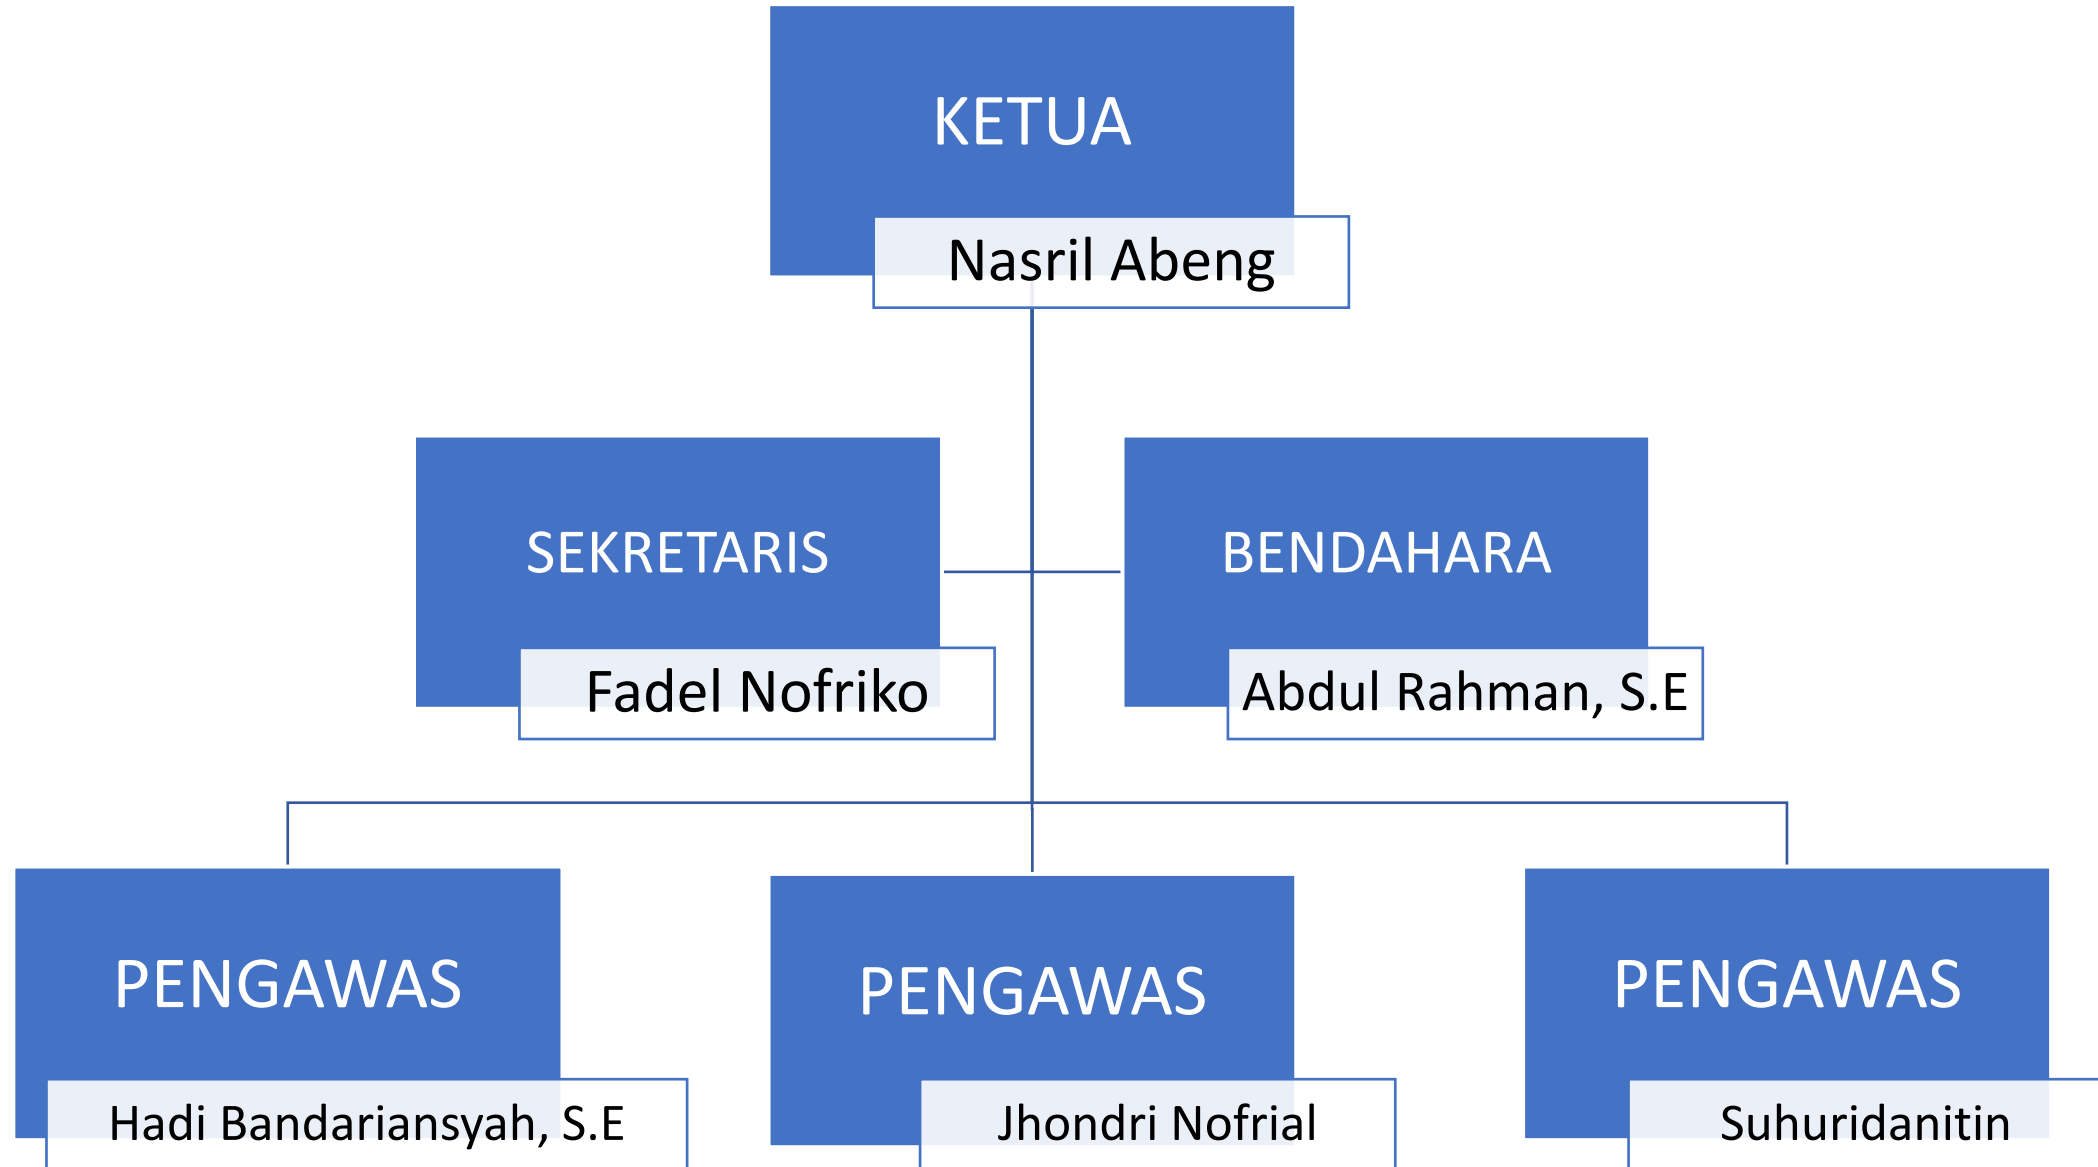 KETUA
Nasril Abeng
SEKRETARIS
Fadel Nofriko
BENDAHARA
Abdul Rahman, S.E
PENGAWAS
Hadi Bandariansyah, S.E
PENGAWAS
Jhondri Nofrial
PENGAWAS
Suhuridanitin